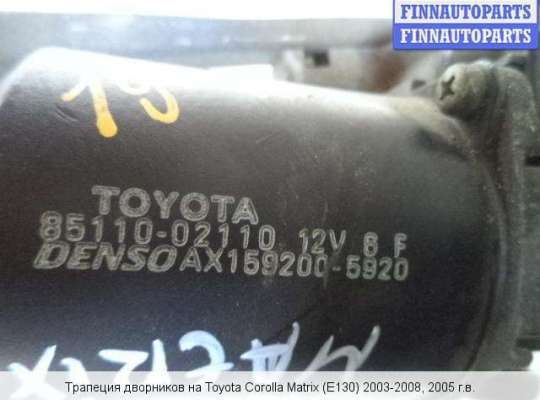 FINNAUTOPARTS
FINNAUTOPARTS
19
TOYOTA
85110-02110 12V 8 F
DENSO AX159200-5920
Трапеция дворников на Toyota Corolla Matrix (E130) 2003-2008, 2005 г.в.